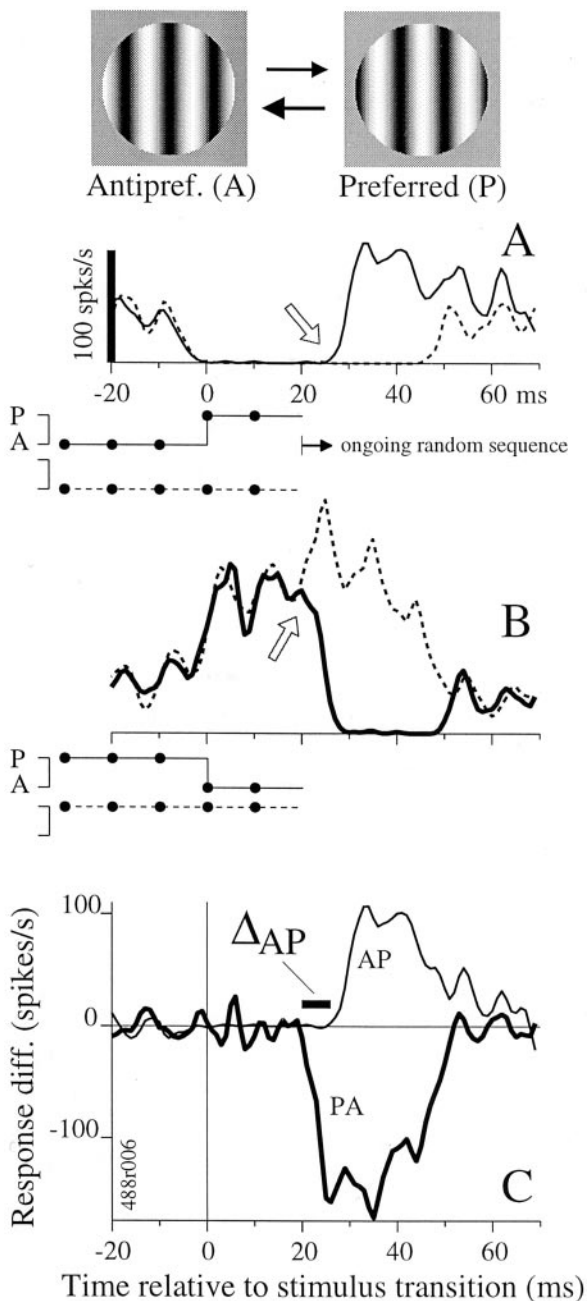 Antipref. (A)
Preferred (P)
A
100 spks/s
-20 0 20 40 60 ms
P
A
ongoing random sequence
B
P
A
Response diff. (spikes/s)
100
0
-100
ΔAP
AP
PA
488r006
C
-20 0 20 40 60
Time relative to stimulus transition (ms)